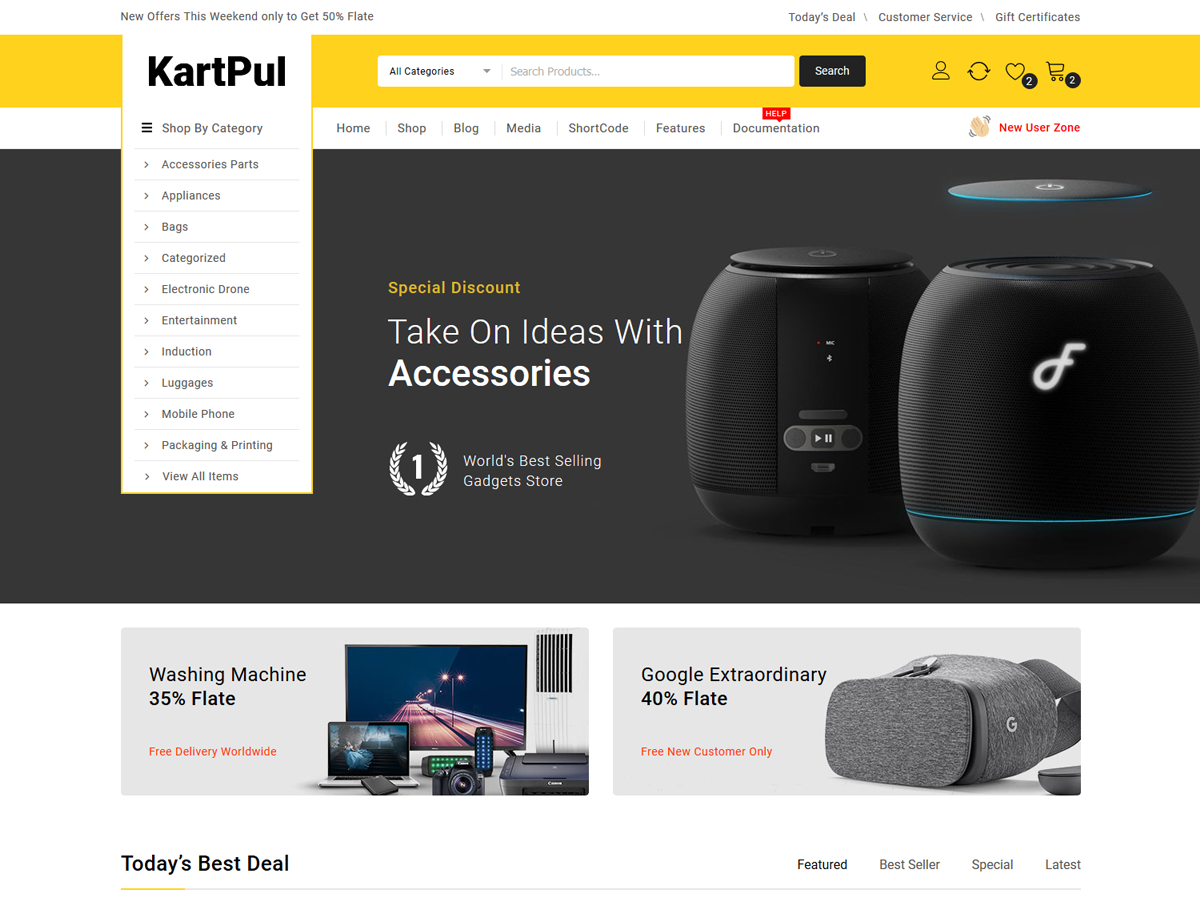 New Offers This Weekend only to Get 50% Flate
Today's Deal \ Customer Service \ Gift Certificates
KartPul
All Categories
Search Products...
Search
2
2
Shop By Category
Home
Shop
Blog
Media
ShortCode
Features
HELP
Documentation
New User Zone
Accessories Parts
Appliances
Bags
Categorized
Electronic Drone
Entertainment
Induction
Luggages
Mobile Phone
Packaging & Printing
View All Items
Special Discount
Take On Ideas With
Accessories
1
World's Best Selling
Gadgets Store
MIC
Washing Machine
35% Flate
Free Delivery Worldwide
Canon
Canon
Google Extraordinary
40% Flate
Free New Customer Only
G
Today's Best Deal
Featured
Best Seller
Special
Latest